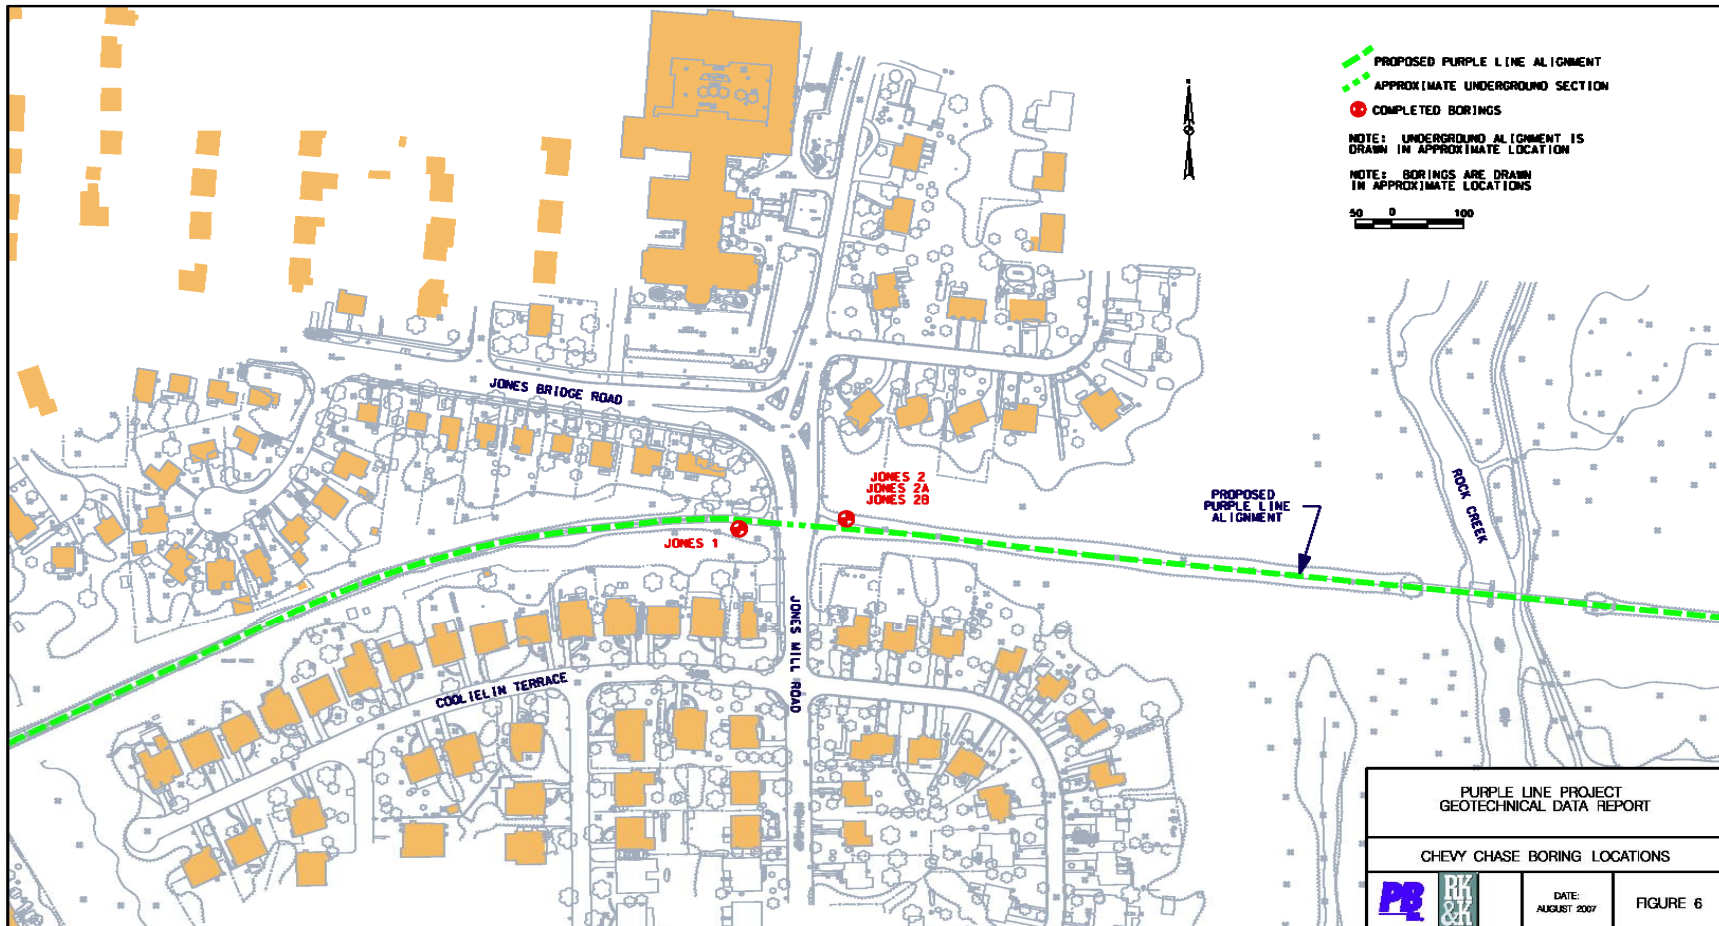 PROPOSED PURPLE LINE ALIGNMENT
APPROXIMATE UNDERGROUND SECTION
COMPLETED BORINGS
NOTE: UNDERGROUND ALIGNMENT IS
DRAWN IN APPROXIMATE LOCATION
NOTE: BORINGS ARE DRAWN
IN APPROXIMATE LOCATIONS
50 0 100
JONES BRIDGE ROAD
JONES 2
JONES 2A
JONES 2B
JONES 1
PROPOSED
PURPLE LINE
ALIGNMENT
ROCK CREEK
JONES MILL ROAD
COOLIELIN TERRACE
PURPLE LINE PROJECT
GEOTECHNICAL DATA REPORT
CHEVY CHASE BORING LOCATIONS
PB
RK
&K
DATE:
AUGUST 2007
FIGURE 6